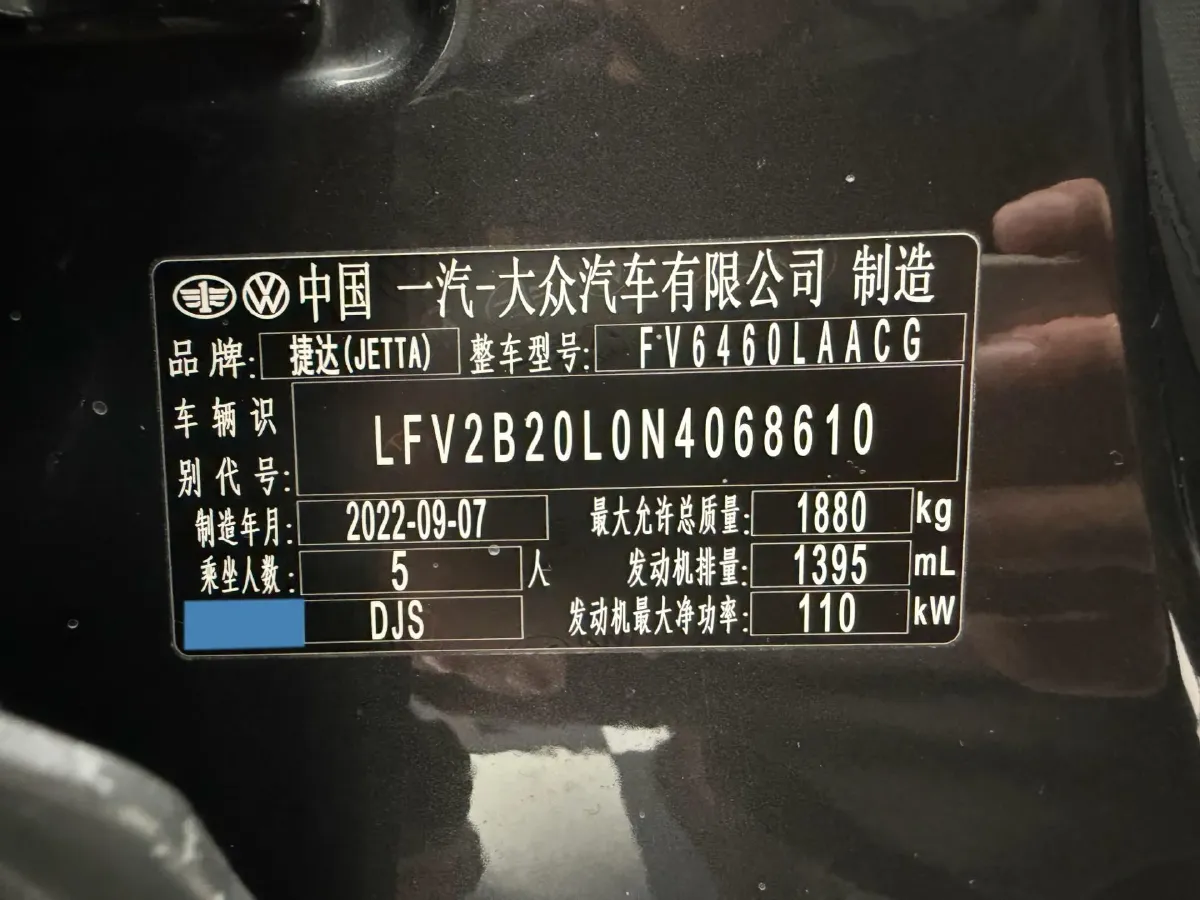 中国 一汽-大众汽车有限公司 制造
品牌: 捷达(JETTA) 整车型号: FV6460LAACG
车辆识别代号: LFV2B20L0N4068610
制造年月: 2022-09-07 最大允许总质量: 1880 kg
乘坐人数: 5 人 发动机排量: 1395 mL
DJS 发动机最大净功率: 110 kW